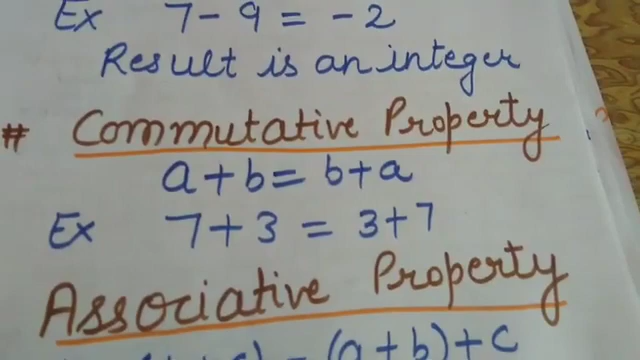 Ex 7 - 9 = -2
Result is an integer
# Commutative Property
a + b = b + a
Ex 7 + 3 = 3 + 7
Associative Property
= (a + b) + c